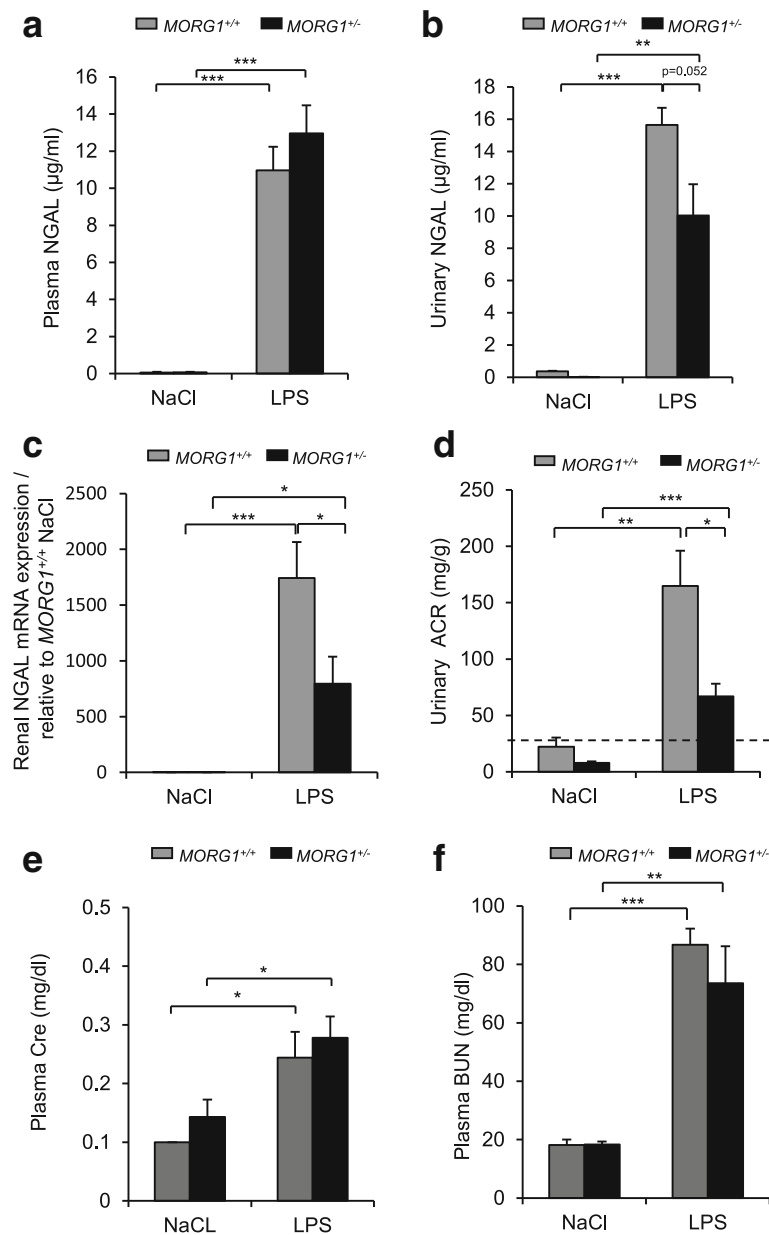 a
MORG1+/+ MORG1+/-
***
***
16
14
12
10
8
6
4
2
0
Plasma NGAL (µg/ml)
NaCl LPS
b
MORG1+/+ MORG1+/-
**
*** p=0.052
18
16
14
12
10
8
6
4
2
0
Urinary NGAL (µg/ml)
NaCl LPS
c
MORG1+/+ MORG1+/-
*
*** *
2500
2000
1500
1000
500
0
Renal NGAL mRNA expression /
relative to MORG1+/+ NaCl
NaCl LPS
d
MORG1+/+ MORG1+/-
***
** *
250
200
150
100
50
0
Urinary ACR (mg/g)
NaCl LPS
e
MORG1+/+ MORG1+/-
*
*
0.5
0.4
0.3
0.2
0.1
0
Plasma Cre (mg/dl)
NaCL LPS
f
MORG1+/+ MORG1+/-
**
***
100
80
60
40
20
0
Plasma BUN (mg/dl)
NaCl LPS